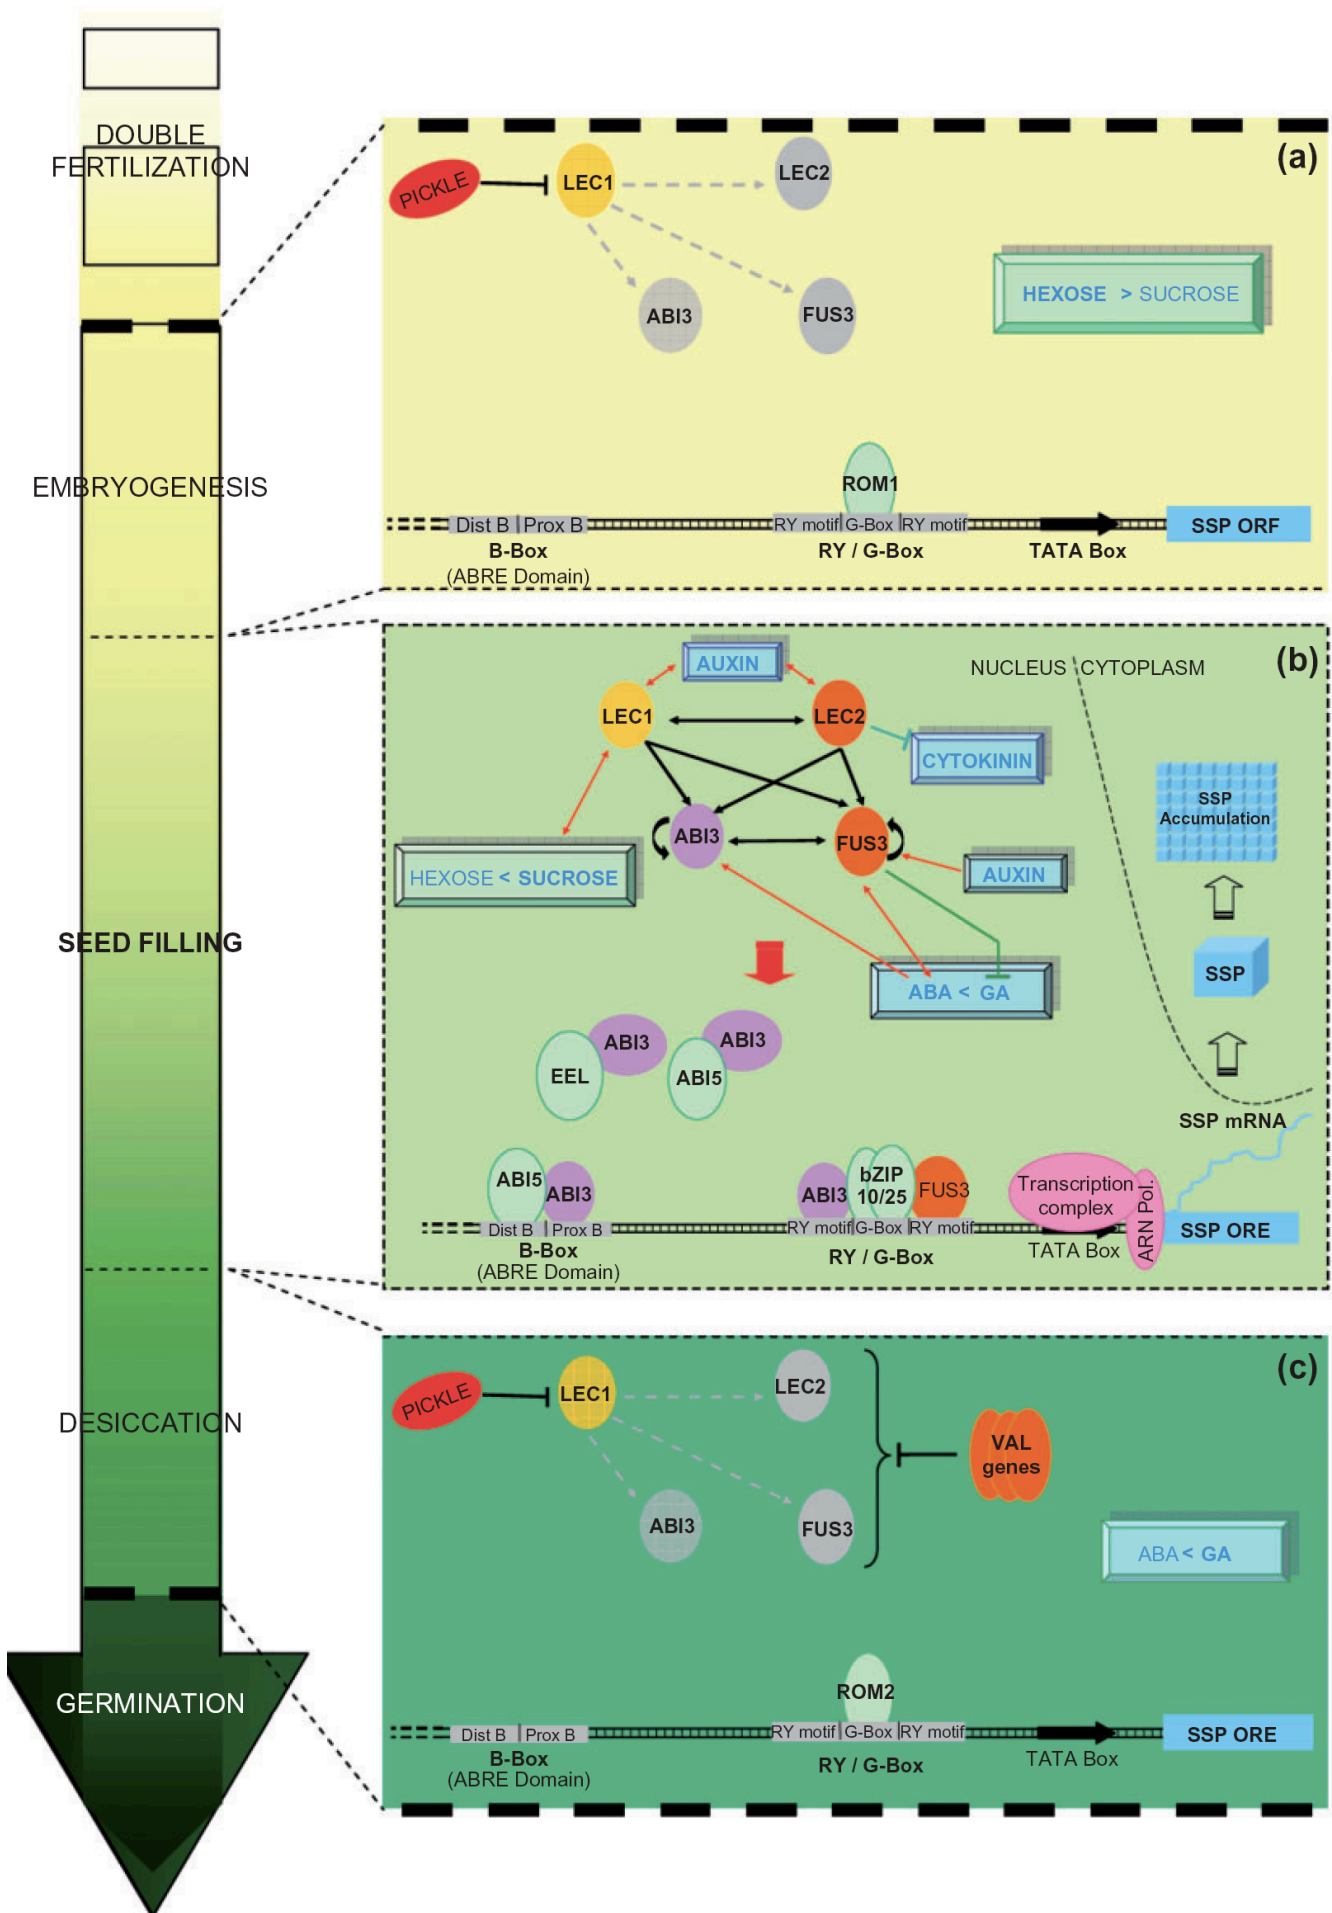 DOUBLE
FERTILIZATION
EMBRYOGENESIS
SEED FILLING
DESICCATION
GERMINATION
(a)
PICKLE
LEC1
LEC2
ABI3
FUS3
HEXOSE > SUCROSE
ROM1
Dist B Prox B
RY motif G-Box RY motif
SSP ORF
B-Box
(ABRE Domain)
RY / G-Box
TATA Box
(b)
AUXIN
NUCLEUS CYTOPLASM
LEC1
LEC2
CYTOKININ
SSP
Accumulation
ABI3
FUS3
AUXIN
HEXOSE < SUCROSE
SSP
ABA < GA
EEL
ABI3
ABI5
ABI3
SSP mRNA
ABI5
ABI3
ABI3
bZIP
10/25
FUS3
Transcription
complex
ARN Pol.
Dist B Prox B
RY motif G-Box RY motif
SSP ORE
B-Box
(ABRE Domain)
RY / G-Box
TATA Box
(c)
PICKLE
LEC1
LEC2
ABI3
FUS3
VAL
genes
ABA < GA
ROM2
Dist B Prox B
RY motif G-Box RY motif
SSP ORE
B-Box
(ABRE Domain)
RY / G-Box
TATA Box